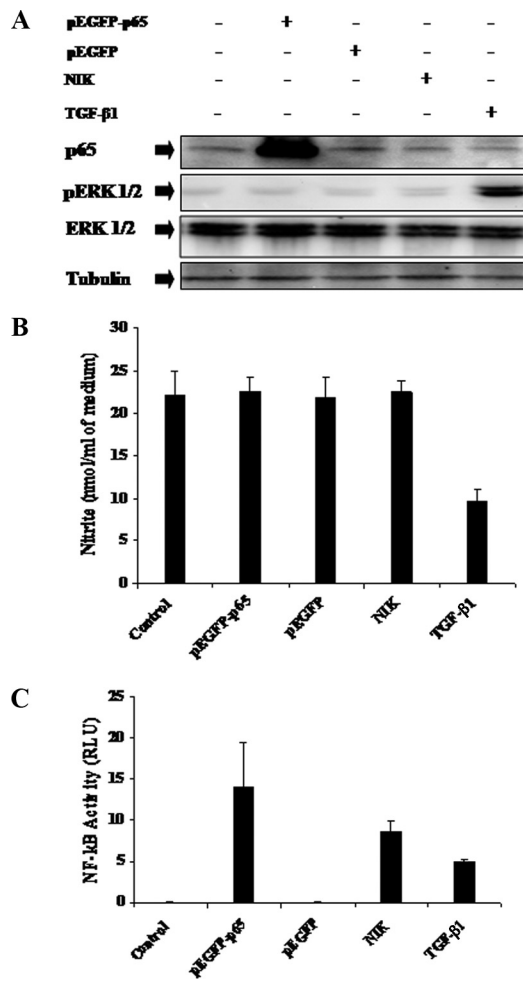 A
pEGFP-p65 - + - - -
pEGFP - - + - -
NIK - - - + -
TGF-β1 - - - - +
p65
pERK 1/2
ERK 1/2
Tubulin
B
Nitrite (nmol/ml of medium)
30
25
20
15
10
5
0
Control
pEGFP-p65
pEGFP
NIK
TGF-β1
C
NF-kB Activity (RLU)
25
20
15
10
5
0
Control
pEGFP-p65
pEGFP
NIK
TGF-β1